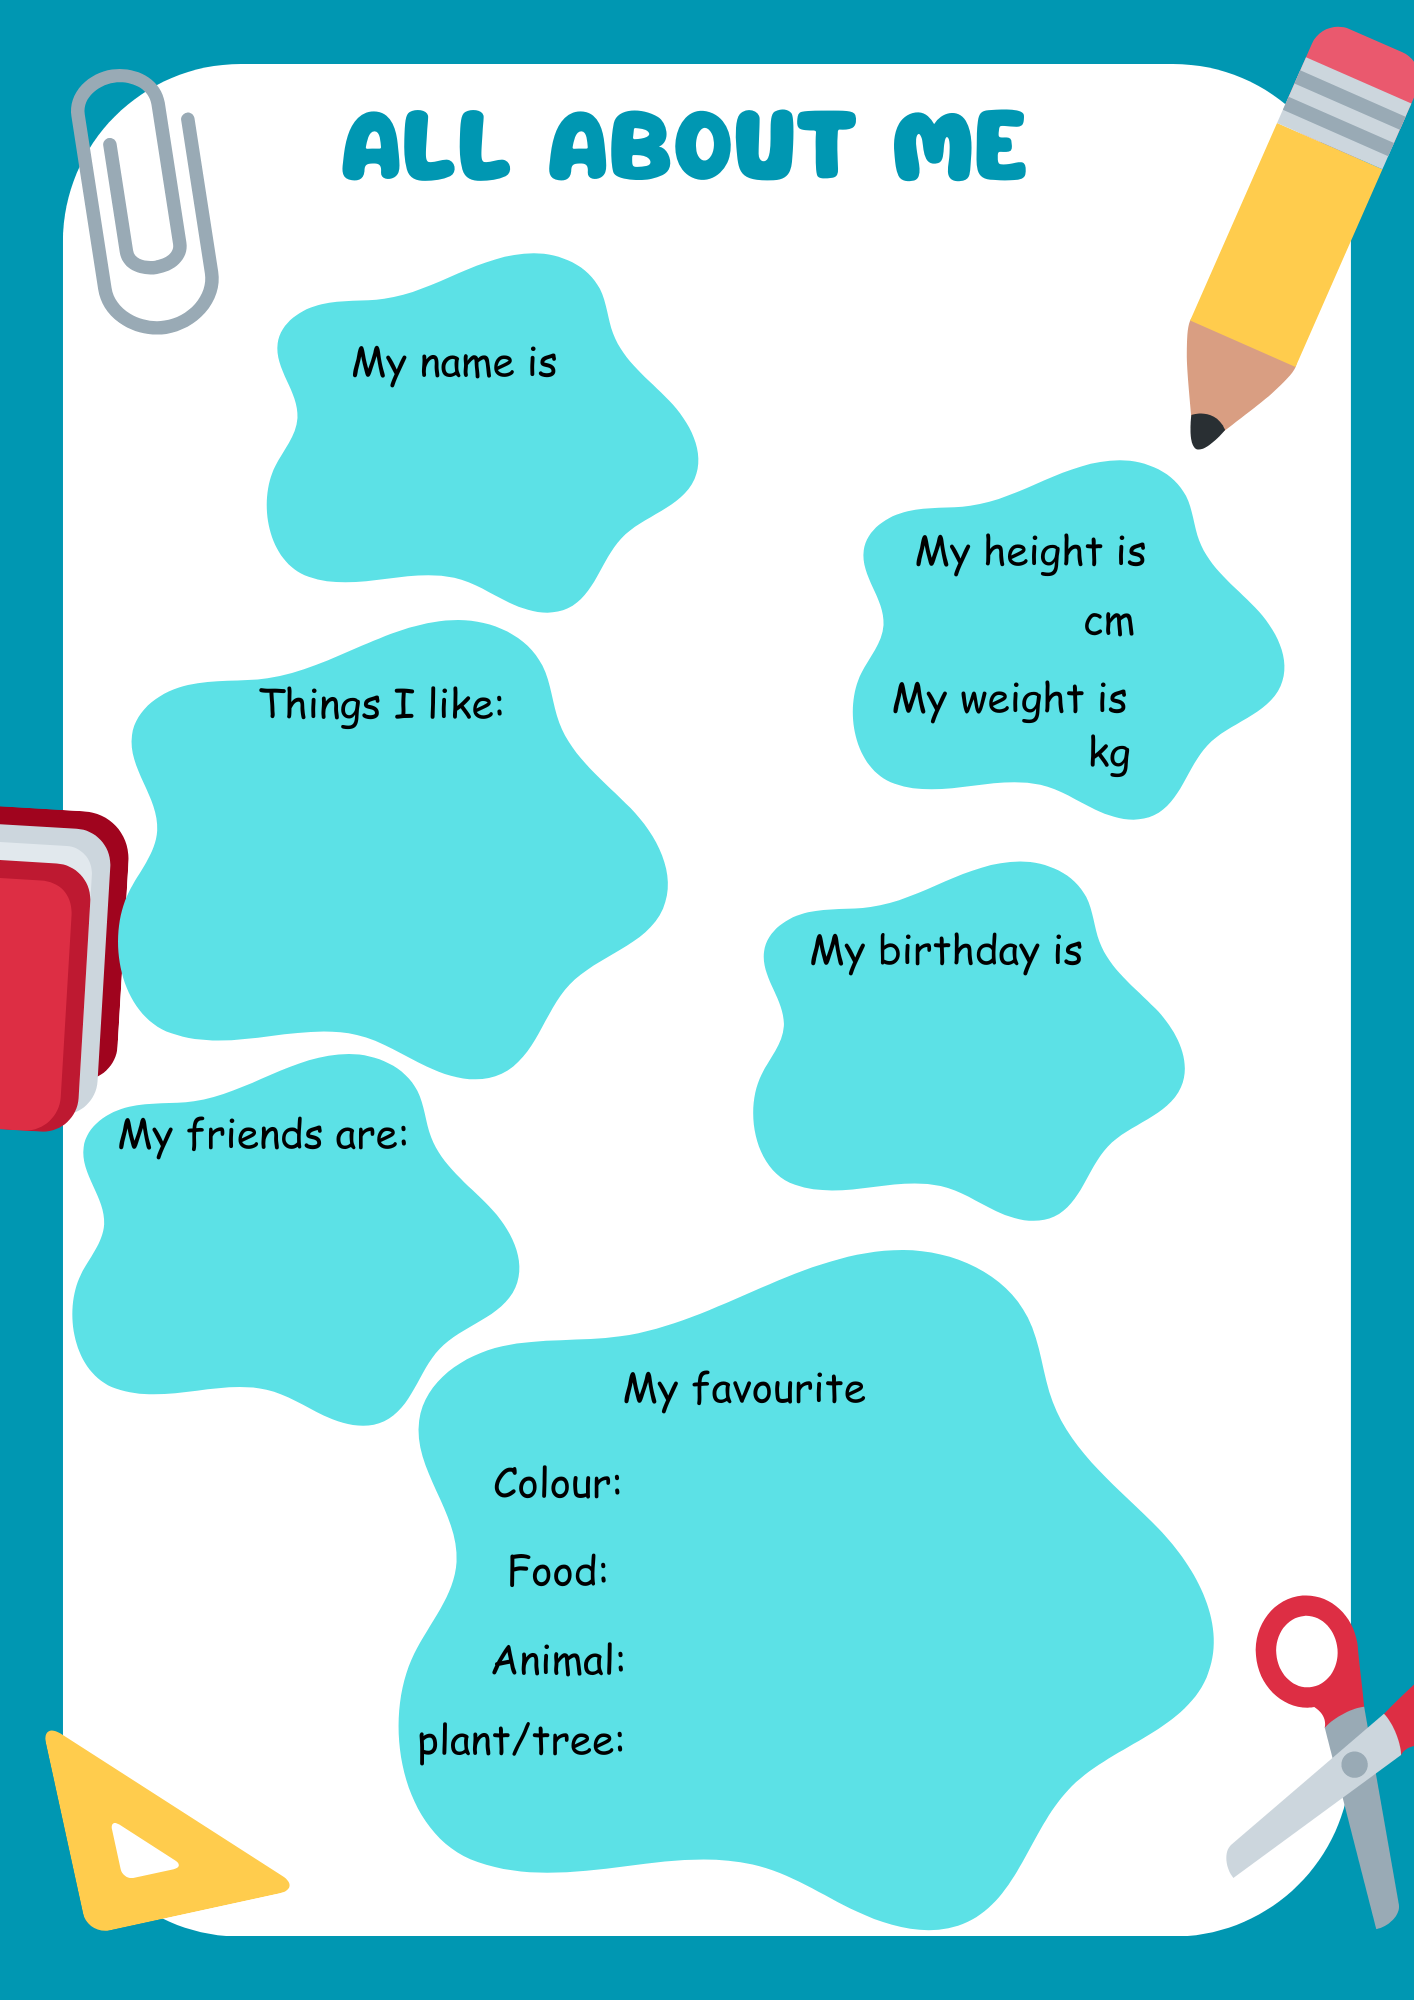 ALL ABOUT ME
My name is
My height is
cm
My weight is
kg
Things I like:
My birthday is
My friends are:
My favourite
Colour:
Food:
Animal:
plant/tree: